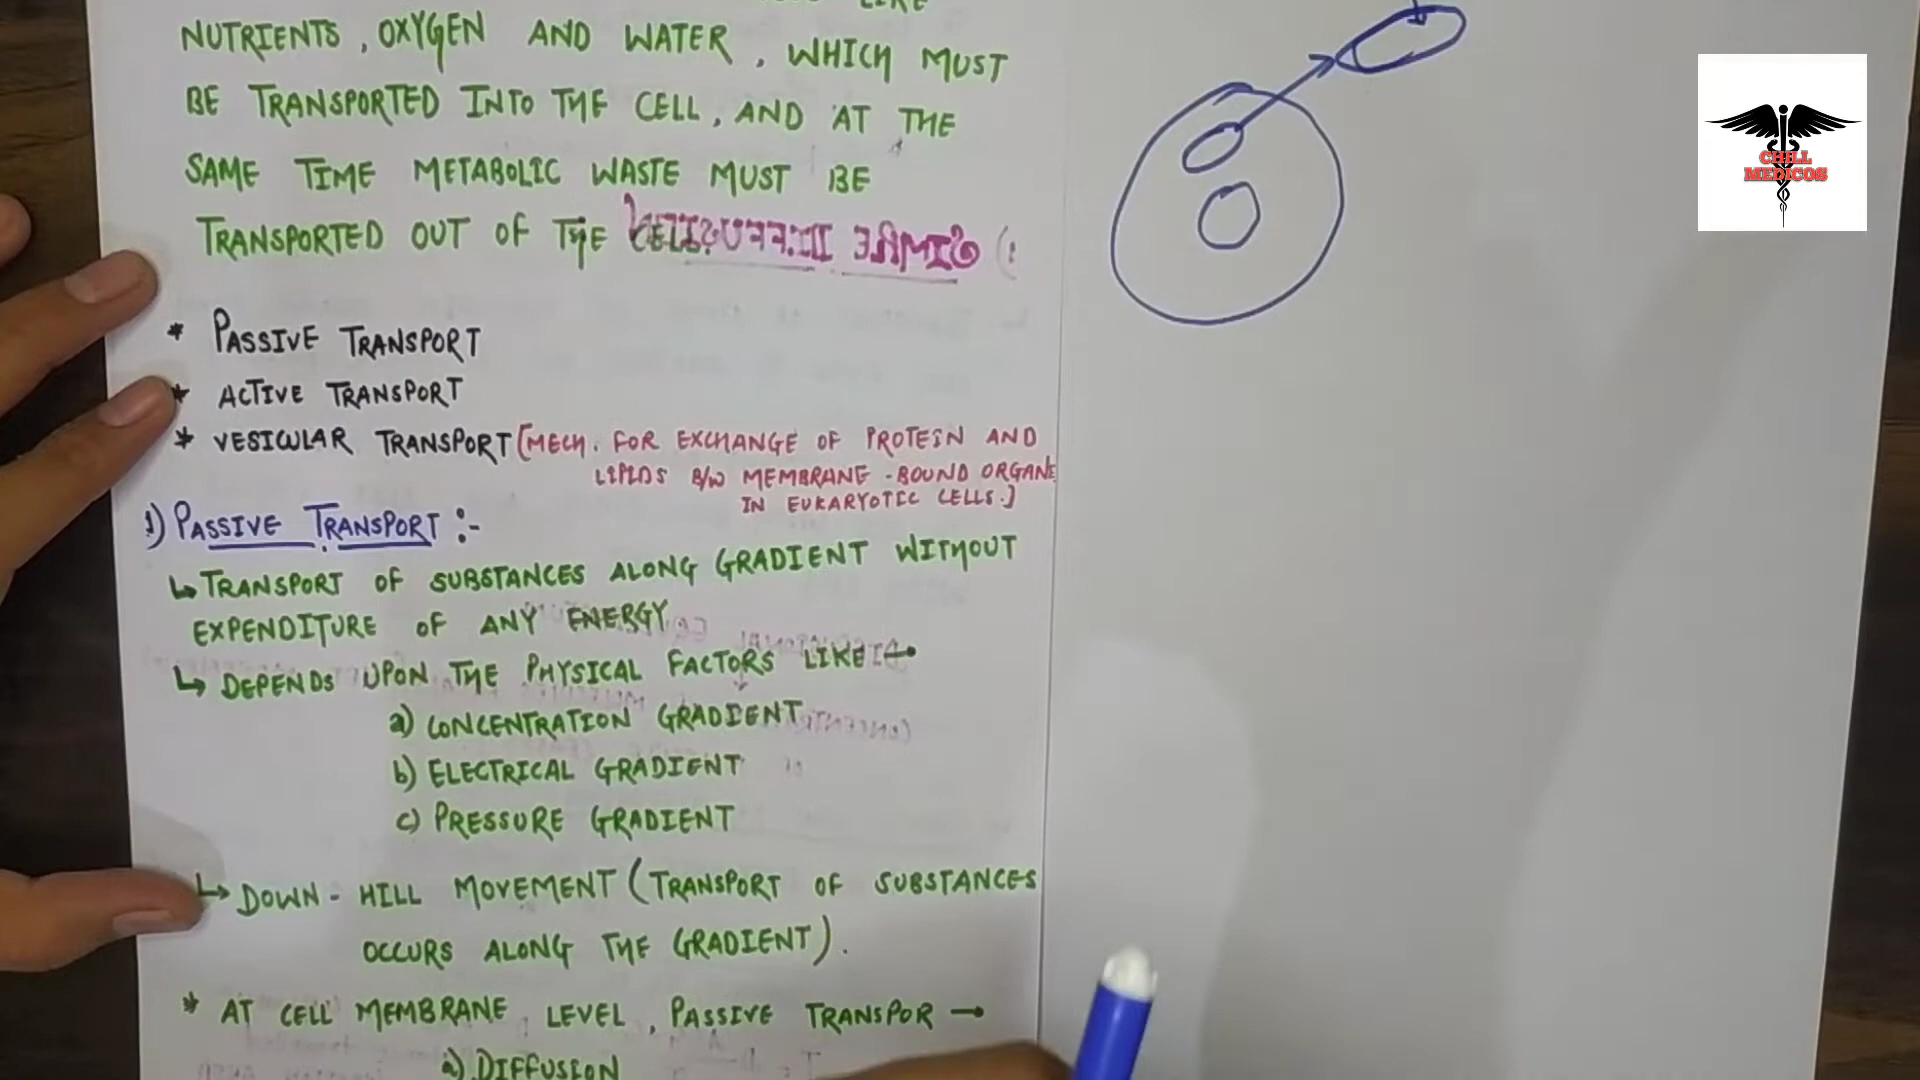 LIKE
NUTRIENTS, OXYGEN AND WATER, WHICH MUST
BE TRANSPORTED INTO THE CELL, AND AT THE
SAME TIME METABOLIC WASTE MUST BE
TRANSPORTED OUT OF THE CELL.
* PASSIVE TRANSPORT
* ACTIVE TRANSPORT
* VESICULAR TRANSPORT [MECH. FOR EXCHANGE OF PROTEIN AND
LIPIDS B/W MEMBRANE-BOUND ORGANE
IN EUKARYOTIC CELLS.]
1) PASSIVE TRANSPORT :-
↳ TRANSPORT OF SUBSTANCES ALONG GRADIENT WITHOUT
EXPENDITURE OF ANY ENERGY
↳ DEPENDS UPON THE PHYSICAL FACTORS LIKE →
a) CONCENTRATION GRADIENT
b) ELECTRICAL GRADIENT
c) PRESSURE GRADIENT
↳ DOWN-HILL MOVEMENT (TRANSPORT OF SUBSTANCES
OCCURS ALONG THE GRADIENT).
* AT CELL MEMBRANE LEVEL, PASSIVE TRANSPOR →
a) DIFFUSION
CHILL
MEDICOS